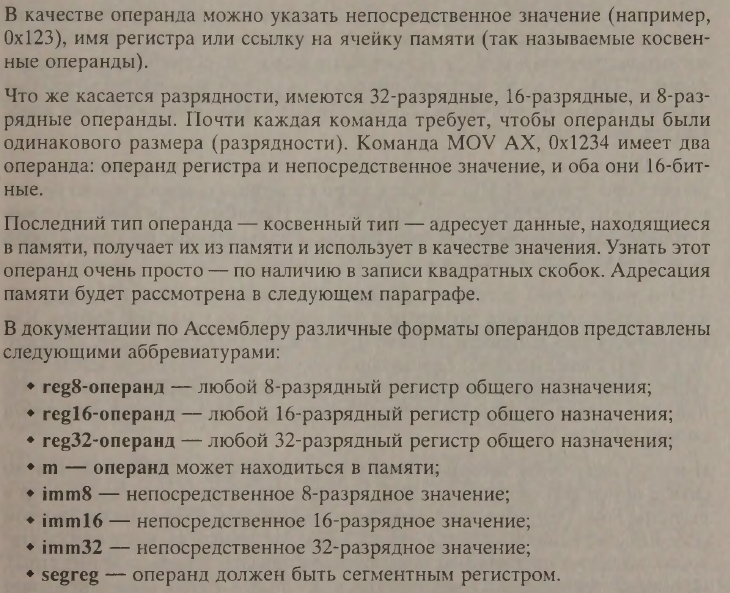 В качестве операнда можно указать непосредственное значение (например,
0x123), имя регистра или ссылку на ячейку памяти (так называемые косвен-
ные операнды).
Что же касается разрядности, имеются 32-разрядные, 16-разрядные, и 8-раз-
рядные операнды. Почти каждая команда требует, чтобы операнды были
одинакового размера (разрядности). Команда MOV AX, 0x1234 имеет два
операнда: операнд регистра и непосредственное значение, и оба они 16-бит-
ные.
Последний тип операнда — косвенный тип — адресует данные, находящиеся
в памяти, получает их из памяти и использует в качестве значения. Узнать этот
операнд очень просто — по наличию в записи квадратных скобок. Адресация
памяти будет рассмотрена в следующем параграфе.
В документации по Ассемблеру различные форматы операндов представлены
следующими аббревиатурами:
◆ reg8-операнд — любой 8-разрядный регистр общего назначения;
◆ reg16-операнд — любой 16-разрядный регистр общего назначения;
◆ reg32-операнд — любой 32-разрядный регистр общего назначения;
◆ m — операнд может находиться в памяти;
◆ imm8 — непосредственное 8-разрядное значение;
◆ imm16 — непосредственное 16-разрядное значение;
◆ imm32 — непосредственное 32-разрядное значение;
◆ segreg — операнд должен быть сегментным регистром.